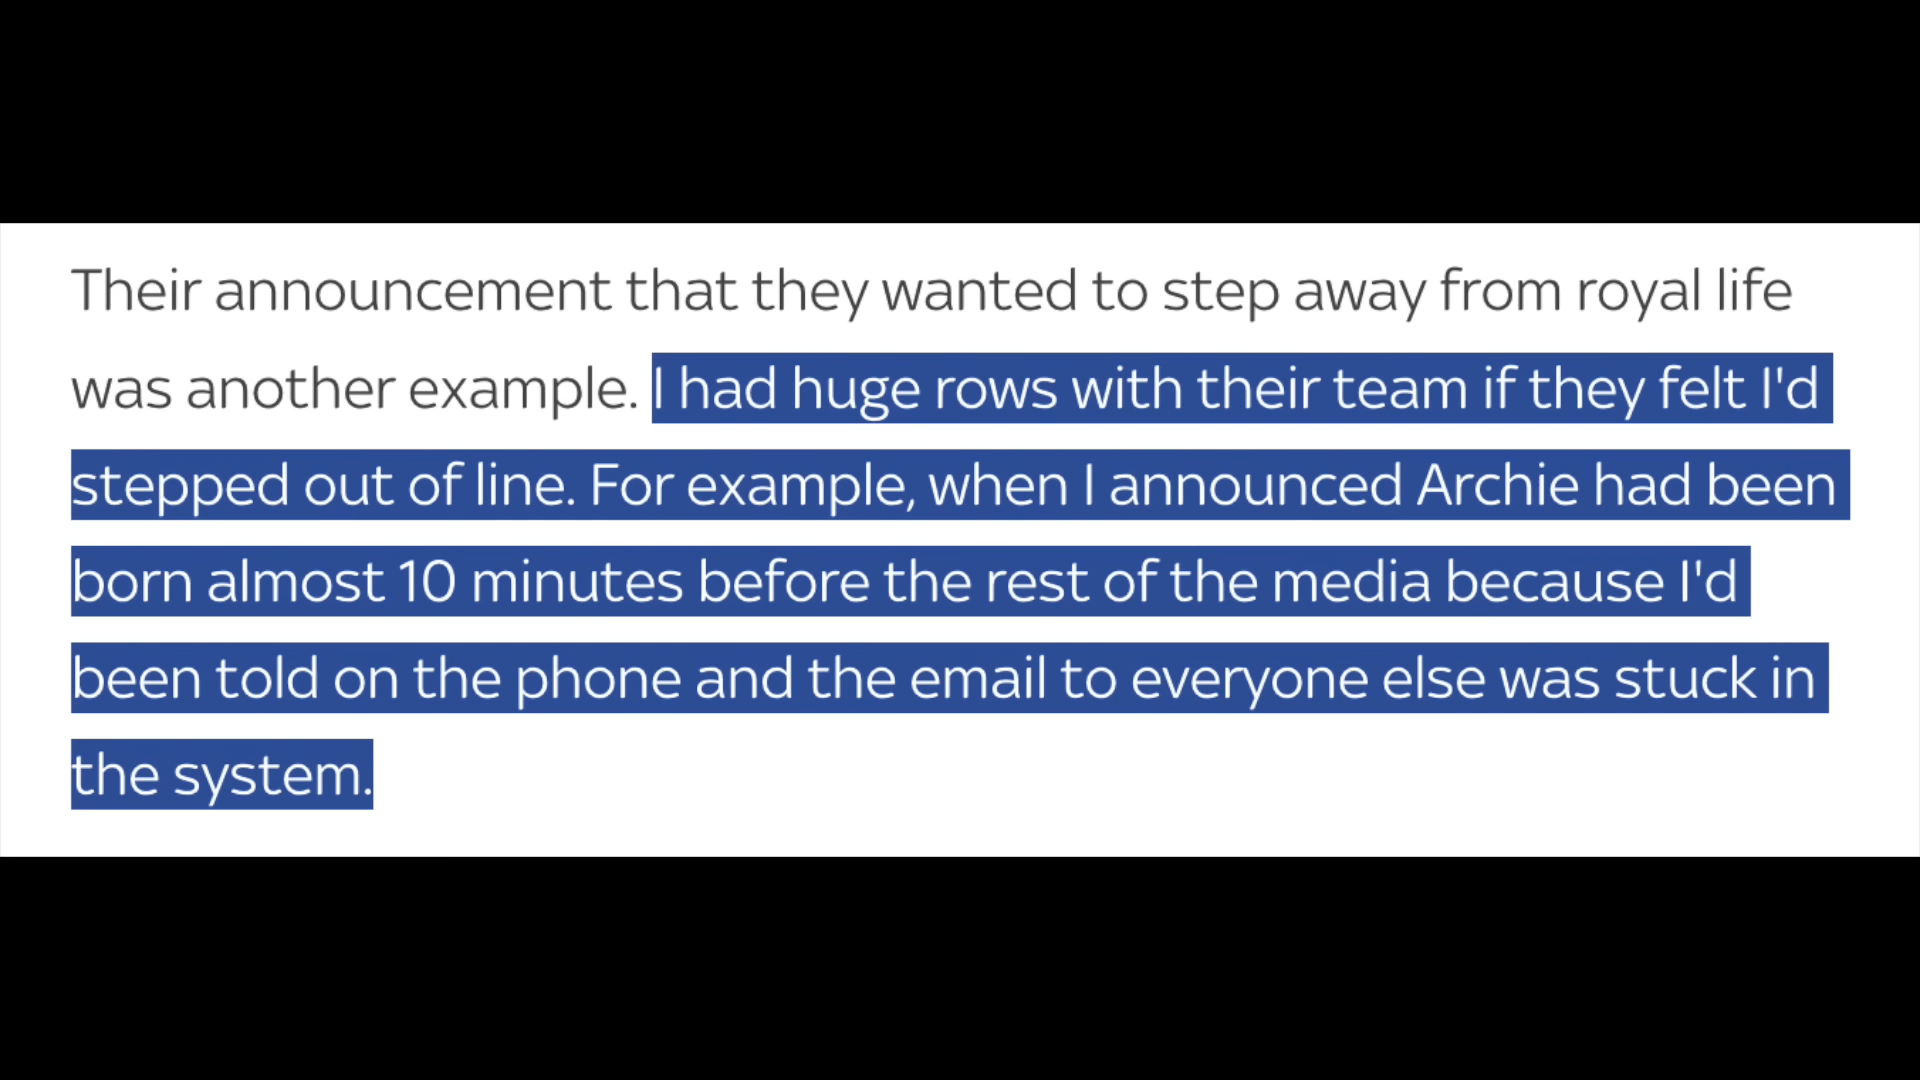 Their announcement that they wanted to step away from royal life
was another example. I had huge rows with their team if they felt I'd
stepped out of line. For example, when I announced Archie had been
born almost 10 minutes before the rest of the media because I'd
been told on the phone and the email to everyone else was stuck in
the system.